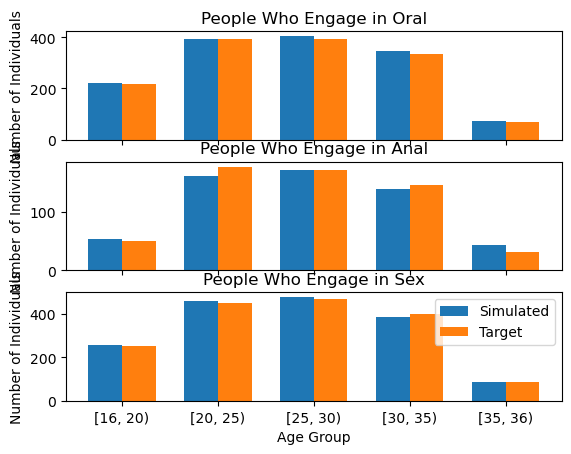 People Who Engage in Oral
Number of Individuals
400
200
0
People Who Engage in Anal
Number of Individuals
100
0
People Who Engage in Sex
Number of Individuals
400
200
0
Simulated
Target
[16, 20)
[20, 25)
[25, 30)
[30, 35)
[35, 36)
Age Group